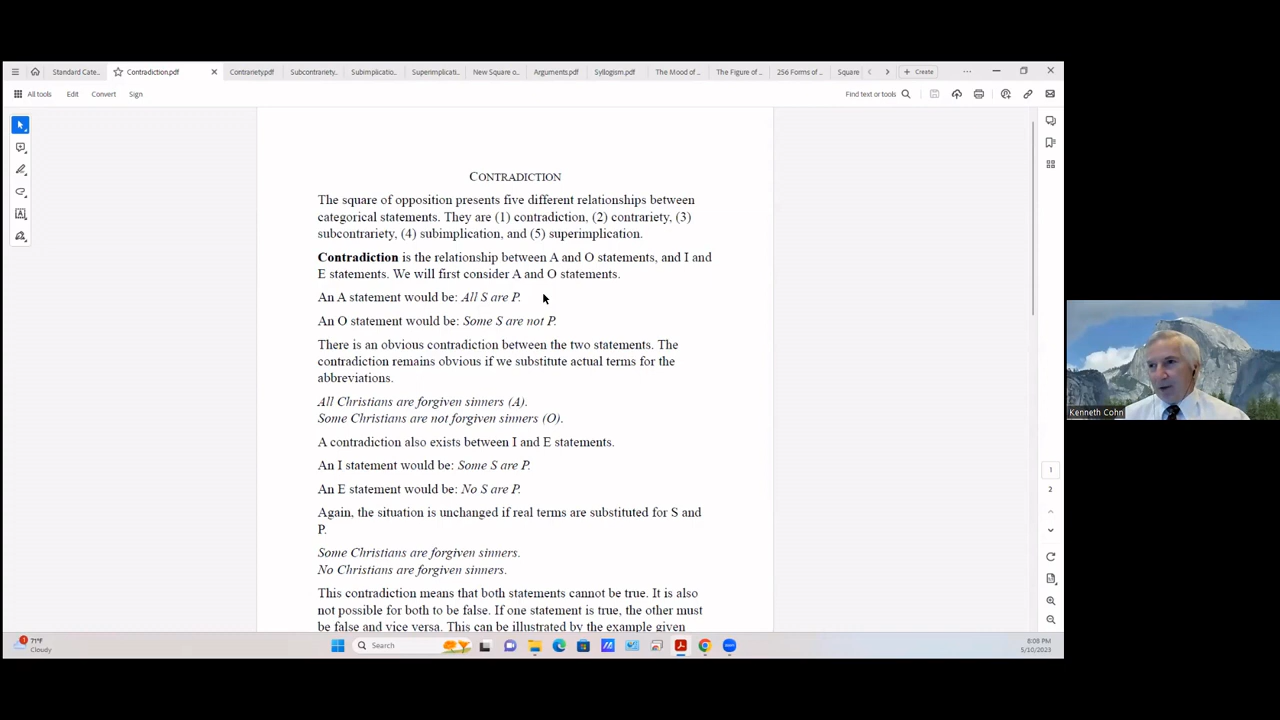 Standard Cate...
Contradiction.pdf
Contrariety.pdf
Subcontrariety...
Subimplicatio...
Superimplicati...
New Square o...
Arguments.pdf
Syllogism.pdf
The Mood of ...
The Figure of ...
256 Forms of ...
Square
Create
All tools
Edit
Convert
Sign
Find text or tools
CONTRADICTION
The square of opposition presents five different relationships between
categorical statements. They are (1) contradiction, (2) contrariety, (3)
subcontrariety, (4) subimplication, and (5) superimplication.
Contradiction is the relationship between A and O statements, and I and
E statements. We will first consider A and O statements.
An A statement would be: All S are P.
An O statement would be: Some S are not P.
There is an obvious contradiction between the two statements. The
contradiction remains obvious if we substitute actual terms for the
abbreviations.
All Christians are forgiven sinners (A).
Some Christians are not forgiven sinners (O).
A contradiction also exists between I and E statements.
An I statement would be: Some S are P.
An E statement would be: No S are P.
Again, the situation is unchanged if real terms are substituted for S and
P.
Some Christians are forgiven sinners.
No Christians are forgiven sinners.
This contradiction means that both statements cannot be true. It is also
not possible for both to be false. If one statement is true, the other must
be false and vice versa. This can be illustrated by the example given
1
2
Kenneth Cohn
1
71°F
Cloudy
Search
8:08 PM
5/10/2023